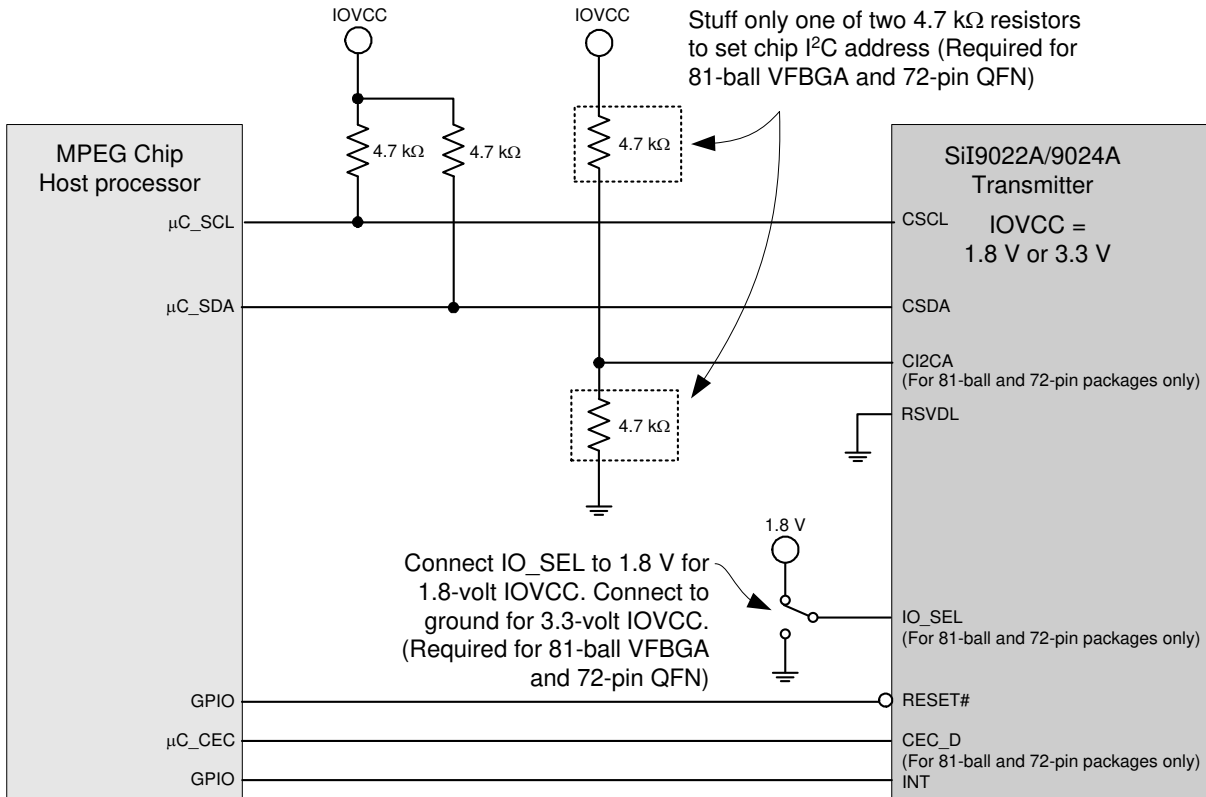 IOVCC
IOVCC
Stuff only one of two 4.7 kΩ resistors
to set chip I²C address (Required for
81-ball VFBGA and 72-pin QFN)
MPEG Chip
Host processor
4.7 kΩ
4.7 kΩ
4.7 kΩ
SiI9022A/9024A
Transmitter
IOVCC =
1.8 V or 3.3 V
μC_SCL
CSCL
μC_SDA
CSDA
CI2CA
(For 81-ball and 72-pin packages only)
4.7 kΩ
RSVDL
1.8 V
Connect IO_SEL to 1.8 V for
1.8-volt IOVCC. Connect to
ground for 3.3-volt IOVCC.
(Required for 81-ball VFBGA
and 72-pin QFN)
IO_SEL
(For 81-ball and 72-pin packages only)
GPIO
RESET#
μC_CEC
CEC_D
(For 81-ball and 72-pin packages only)
GPIO
INT